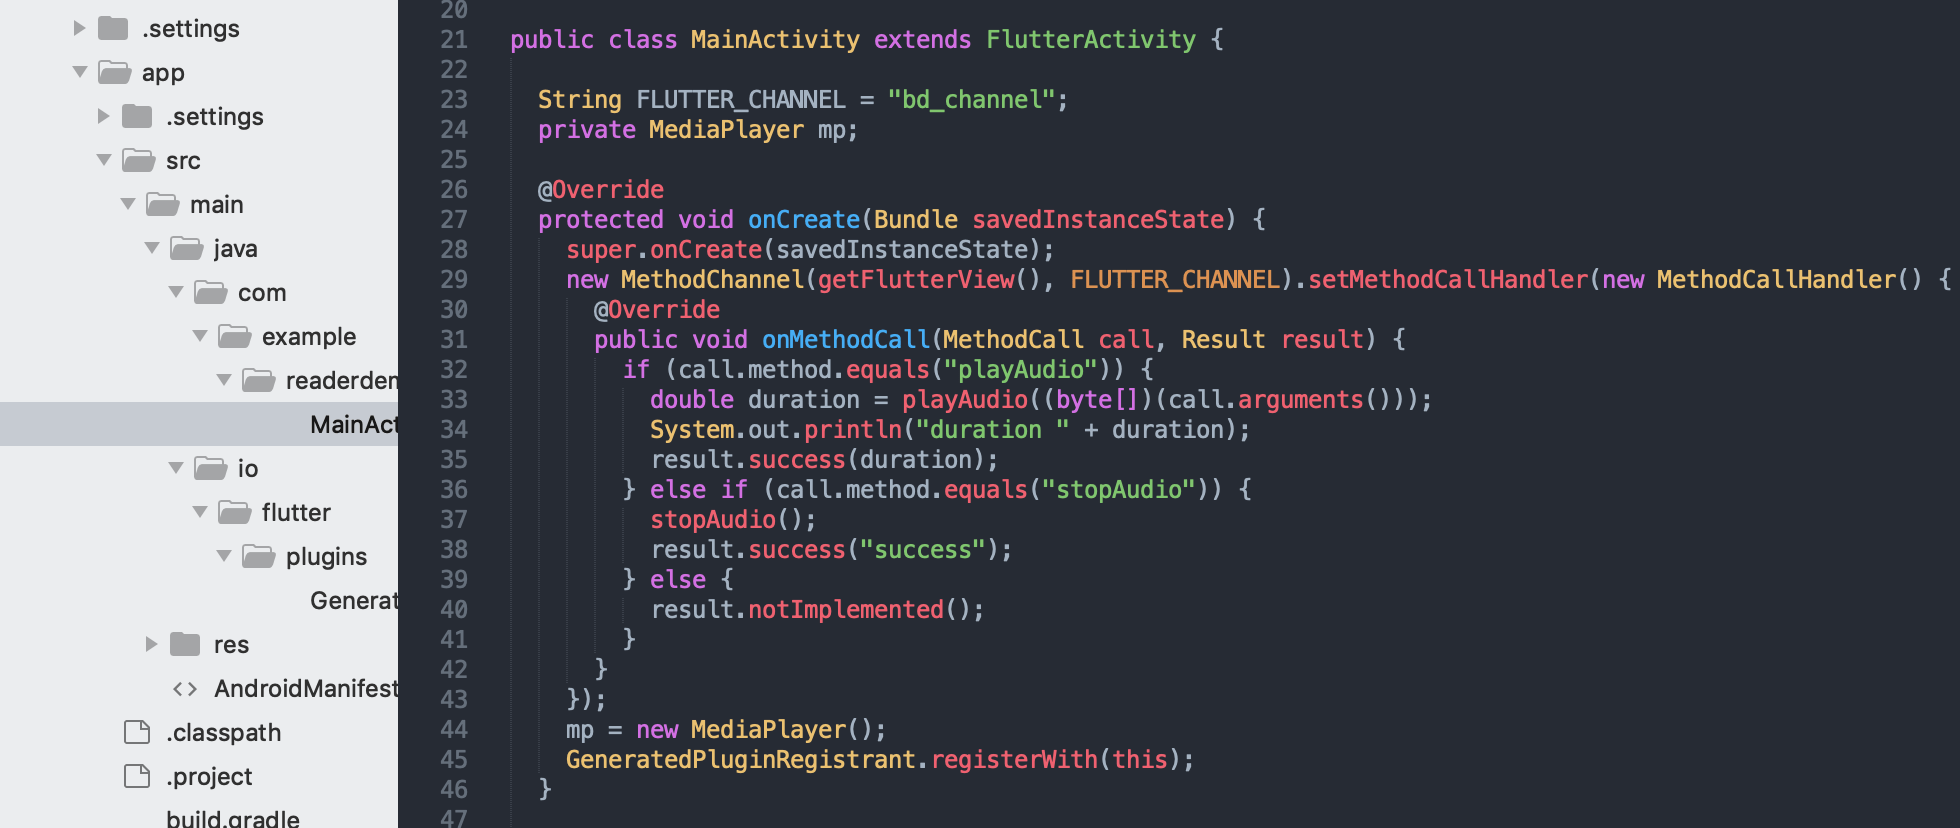 .settings
app
.settings
src
main
java
com
example
readerden
MainAct
io
flutter
plugins
Generat
res
<> AndroidManifest
.classpath
.project
build.gradle
20
21 public class MainActivity extends FlutterActivity {
22
23 String FLUTTER_CHANNEL = "bd_channel";
24 private MediaPlayer mp;
25
26 @Override
27 protected void onCreate(Bundle savedInstanceState) {
28 super.onCreate(savedInstanceState);
29 new MethodChannel(getFlutterView(), FLUTTER_CHANNEL).setMethodCallHandler(new MethodCallHandler() {
30 @Override
31 public void onMethodCall(MethodCall call, Result result) {
32 if (call.method.equals("playAudio")) {
33 double duration = playAudio((byte[])(call.arguments()));
34 System.out.println("duration " + duration);
35 result.success(duration);
36 } else if (call.method.equals("stopAudio")) {
37 stopAudio();
38 result.success("success");
39 } else {
40 result.notImplemented();
41 }
42 }
43 });
44 mp = new MediaPlayer();
45 GeneratedPluginRegistrant.registerWith(this);
46 }
47